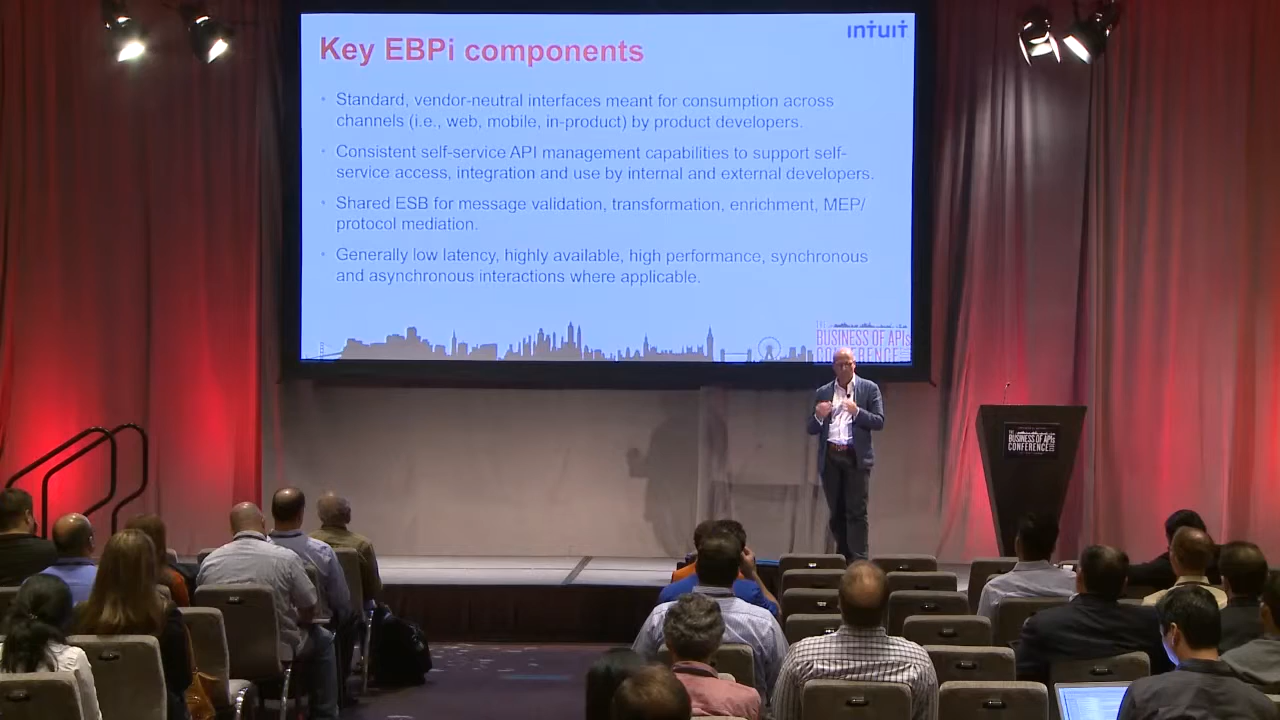 intuit
Key EBPi components
• Standard, vendor-neutral interfaces meant for consumption across
channels (i.e., web, mobile, in-product) by product developers.
• Consistent self-service API management capabilities to support self-
service access, integration and use by internal and external developers.
• Shared ESB for message validation, transformation, enrichment, MEP/
protocol mediation.
• Generally low latency, highly available, high performance, synchronous
and asynchronous interactions where applicable.
THE
BUSINESS OF APIs
CONFERENCE
THE
BUSINESS OF APIs
CONFERENCE